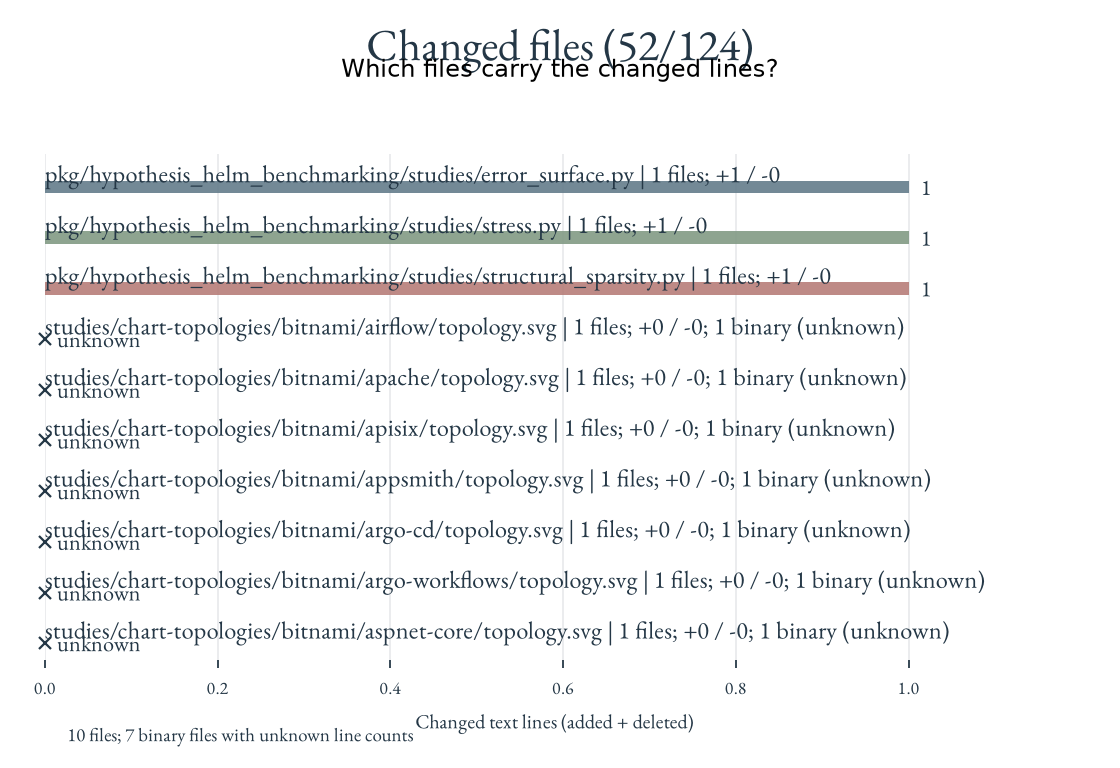 Changed files (52/124)
Which files carry the changed lines?
pkg/hypothesis_helm_benchmarking/studies/error_surface.py | 1 files; +1 / -0
1
pkg/hypothesis_helm_benchmarking/studies/stress.py | 1 files; +1 / -0
1
pkg/hypothesis_helm_benchmarking/studies/structural_sparsity.py | 1 files; +1 / -0
1
studies/chart-topologies/bitnami/airflow/topology.svg | 1 files; +0 / -0; 1 binary (unknown)
unknown
studies/chart-topologies/bitnami/apache/topology.svg | 1 files; +0 / -0; 1 binary (unknown)
unknown
studies/chart-topologies/bitnami/apisix/topology.svg | 1 files; +0 / -0; 1 binary (unknown)
unknown
studies/chart-topologies/bitnami/appsmith/topology.svg | 1 files; +0 / -0; 1 binary (unknown)
unknown
studies/chart-topologies/bitnami/argo-cd/topology.svg | 1 files; +0 / -0; 1 binary (unknown)
unknown
studies/chart-topologies/bitnami/argo-workflows/topology.svg | 1 files; +0 / -0; 1 binary (unknown)
unknown
studies/chart-topologies/bitnami/aspnet-core/topology.svg | 1 files; +0 / -0; 1 binary (unknown)
unknown
0.0 0.2 0.4 0.6 0.8 1.0
Changed text lines (added + deleted)
10 files; 7 binary files with unknown line counts